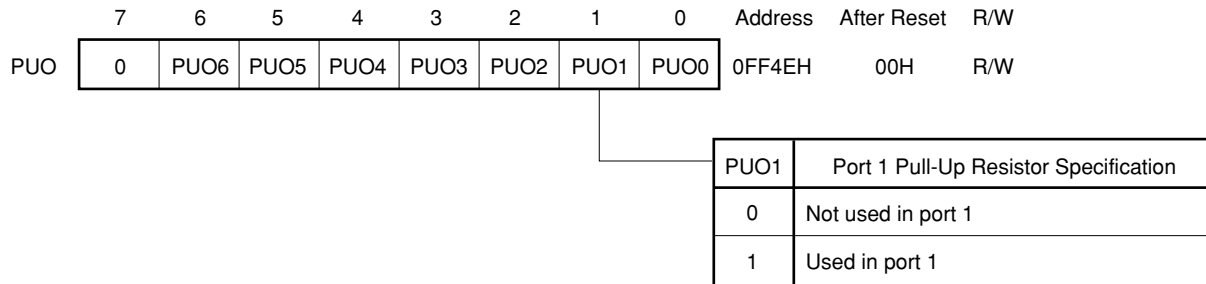 7 6 5 4 3 2 1 0 Address After Reset R/W
PUO 0 PUO6 PUO5 PUO4 PUO3 PUO2 PUO1 PUO0 0FF4EH 00H R/W
PUO1 Port 1 Pull-Up Resistor Specification
0 Not used in port 1
1 Used in port 1